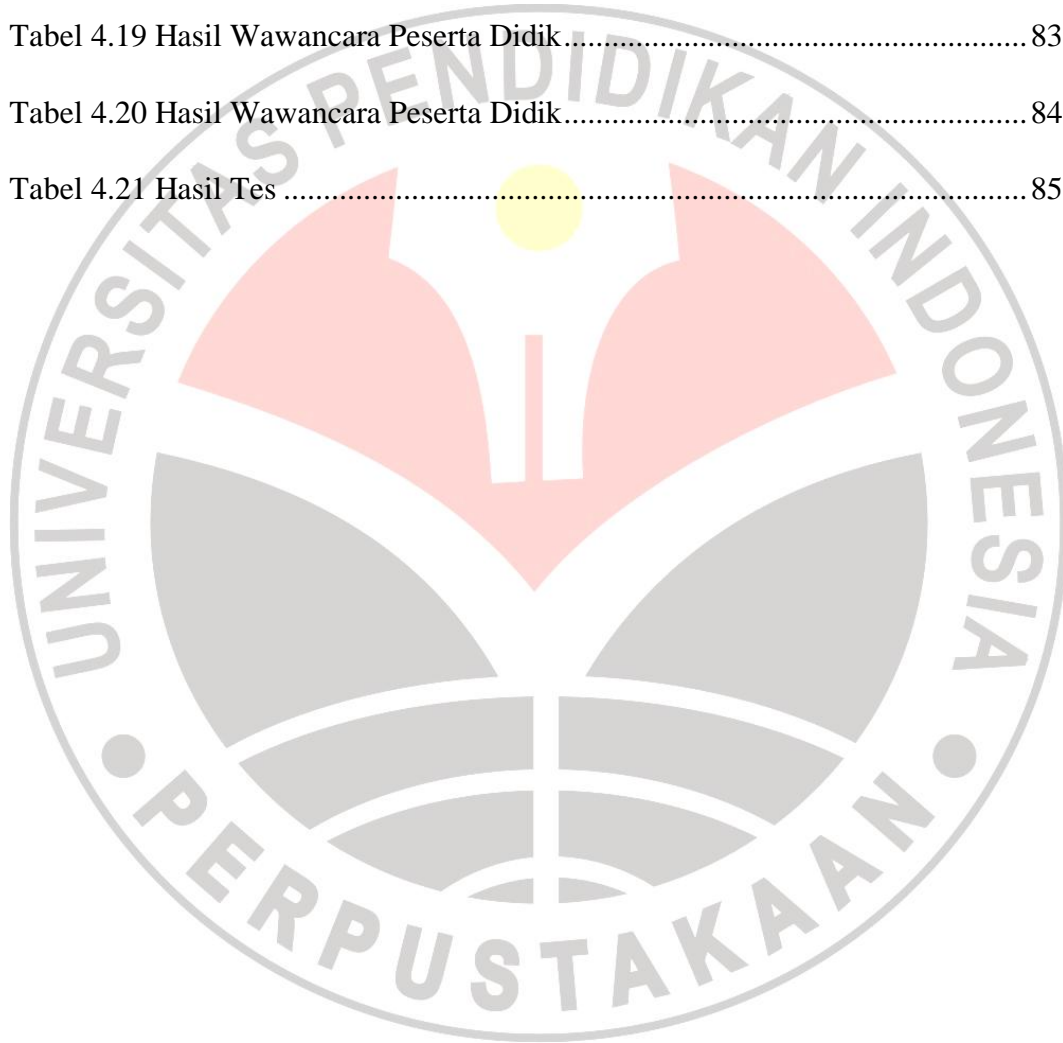 Tabel 4.19 Hasil Wawancara Peserta Didik.......................................................... 83
Tabel 4.20 Hasil Wawancara Peserta Didik.......................................................... 84
Tabel 4.21 Hasil Tes ............................................................................................. 85
UNIVERSITAS PENDIDIKAN INDONESIA
PERPUSTAKAAN